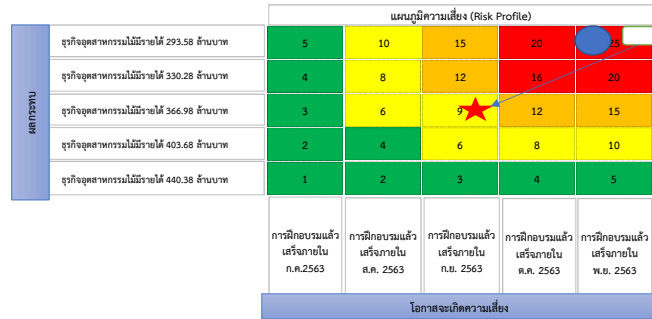 แผนภูมิความเสี่ยง (Risk Profile)
ผลกระทบ
ธุรกิจอุตสาหกรรมไม้มีรายได้ 293.58 ล้านบาท 5 10 15 20 25
ธุรกิจอุตสาหกรรมไม้มีรายได้ 330.28 ล้านบาท 4 8 12 16 20
ธุรกิจอุตสาหกรรมไม้มีรายได้ 366.98 ล้านบาท 3 6 9 12 15
ธุรกิจอุตสาหกรรมไม้มีรายได้ 403.68 ล้านบาท 2 4 6 8 10
ธุรกิจอุตสาหกรรมไม้มีรายได้ 440.38 ล้านบาท 1 2 3 4 5
การฝึกอบรมแล้ว การฝึกอบรมแล้ว การฝึกอบรมแล้ว การฝึกอบรมแล้ว การฝึกอบรมแล้ว
เสร็จภายใน เสร็จภายใน เสร็จภายใน เสร็จภายใน เสร็จภายใน
ก.ค.2563 ส.ค. 2563 ก.ย. 2563 ต.ค. 2563 พ.ย. 2563
โอกาสจะเกิดความเสี่ยง